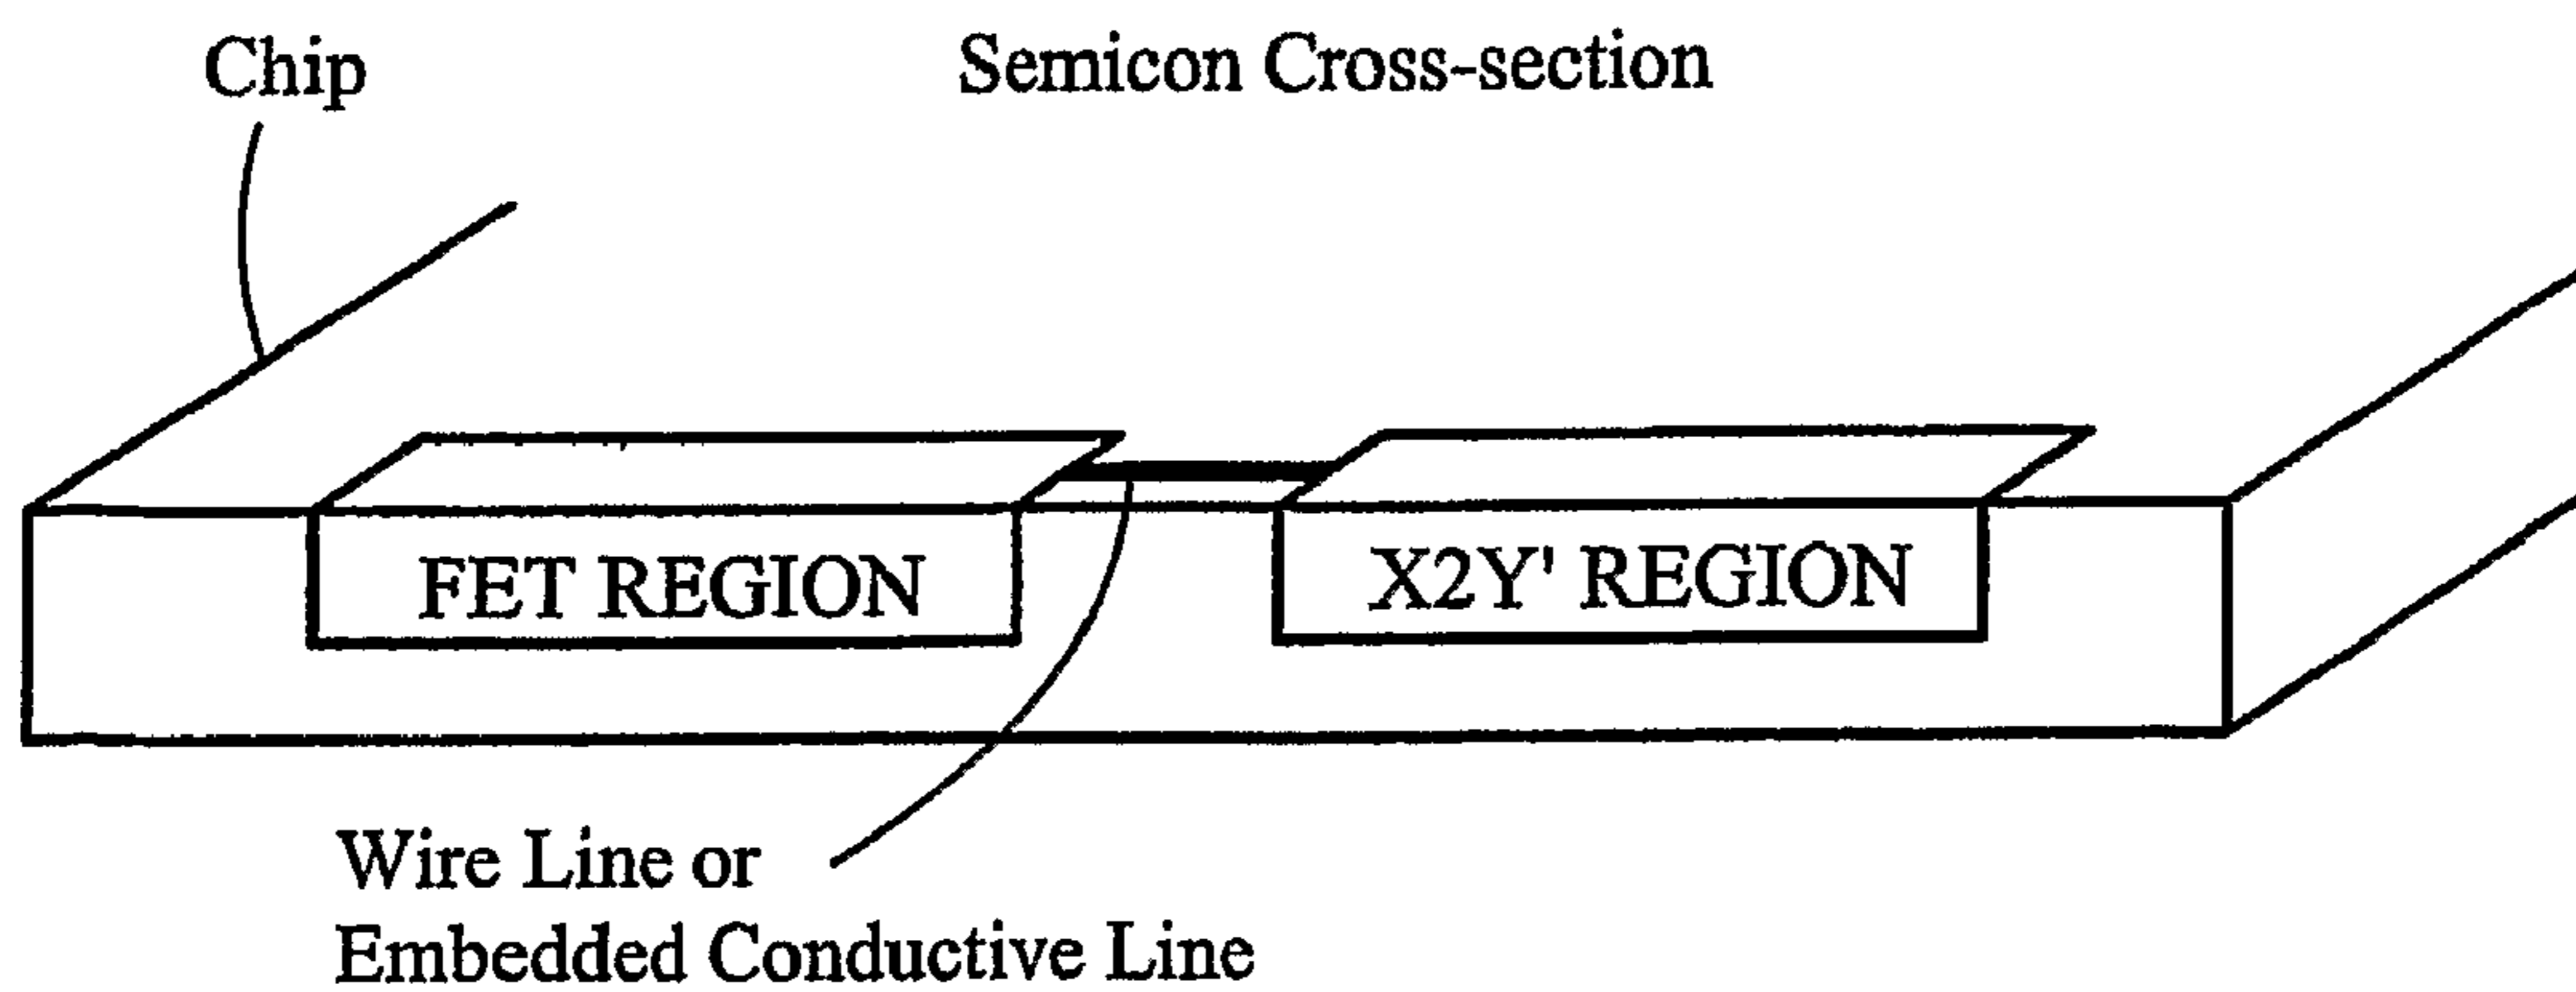 Chip
Semicon Cross-section
FET REGION
X2Y' REGION
Wire Line or
Embedded Conductive Line